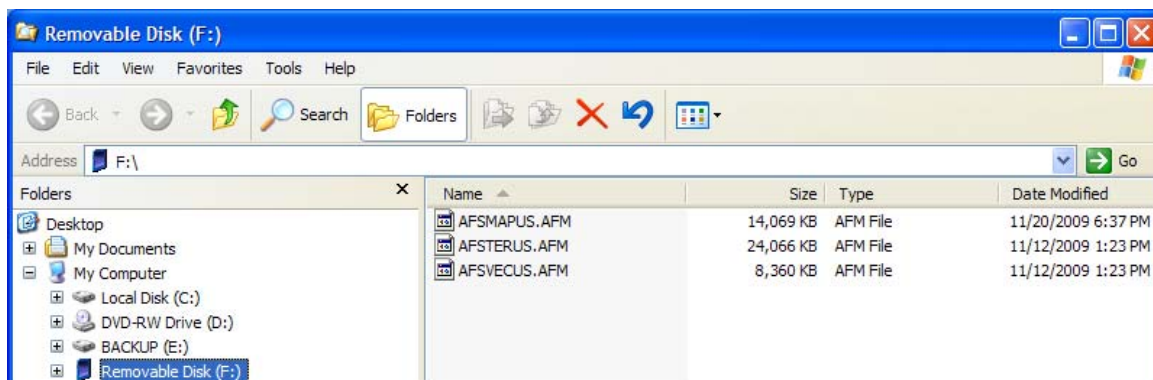 Removable Disk (F:)
File Edit View Favorites Tools Help
Back Search Folders
Address F:\ Go
Folders x Name Size Type Date Modified
Desktop AFSMAPUS.AFM 14,069 KB AFM File 11/20/2009 6:37 PM
My Documents AFSTERUS.AFM 24,066 KB AFM File 11/12/2009 1:23 PM
My Computer AFSVECUS.AFM 8,360 KB AFM File 11/12/2009 1:23 PM
Local Disk (C:)
DVD-RW Drive (D:)
BACKUP (E:)
Removable Disk (F:)